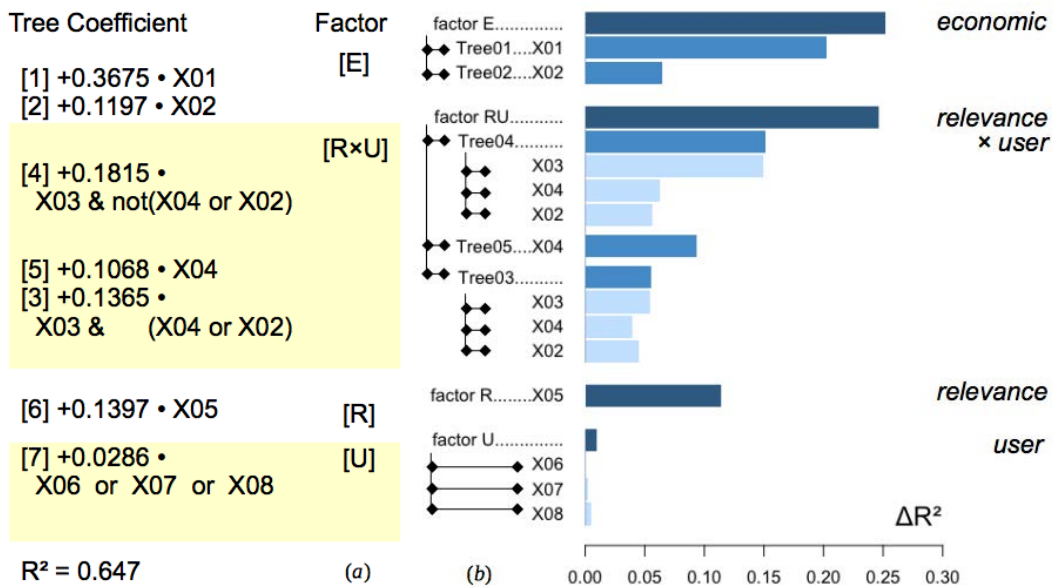 Tree Coefficient Factor
[E]
[1] +0.3675 • X01
[2] +0.1197 • X02
[R×U]
[4] +0.1815 •
X03 & not(X04 or X02)
[5] +0.1068 • X04
[3] +0.1365 •
X03 & (X04 or X02)
[6] +0.1397 • X05 [R]
[7] +0.0286 • [U]
X06 or X07 or X08
R² = 0.647 (a)
factor E............... economic
Tree01....X01
Tree02....X02
factor RU............ relevance
Tree04.......... × user
X03
X04
X02
Tree05....X04
Tree03..........
X03
X04
X02
factor R........X05 relevance
factor U............... user
X06
X07
X08
ΔR²
(b) 0.00 0.05 0.10 0.15 0.20 0.25 0.30